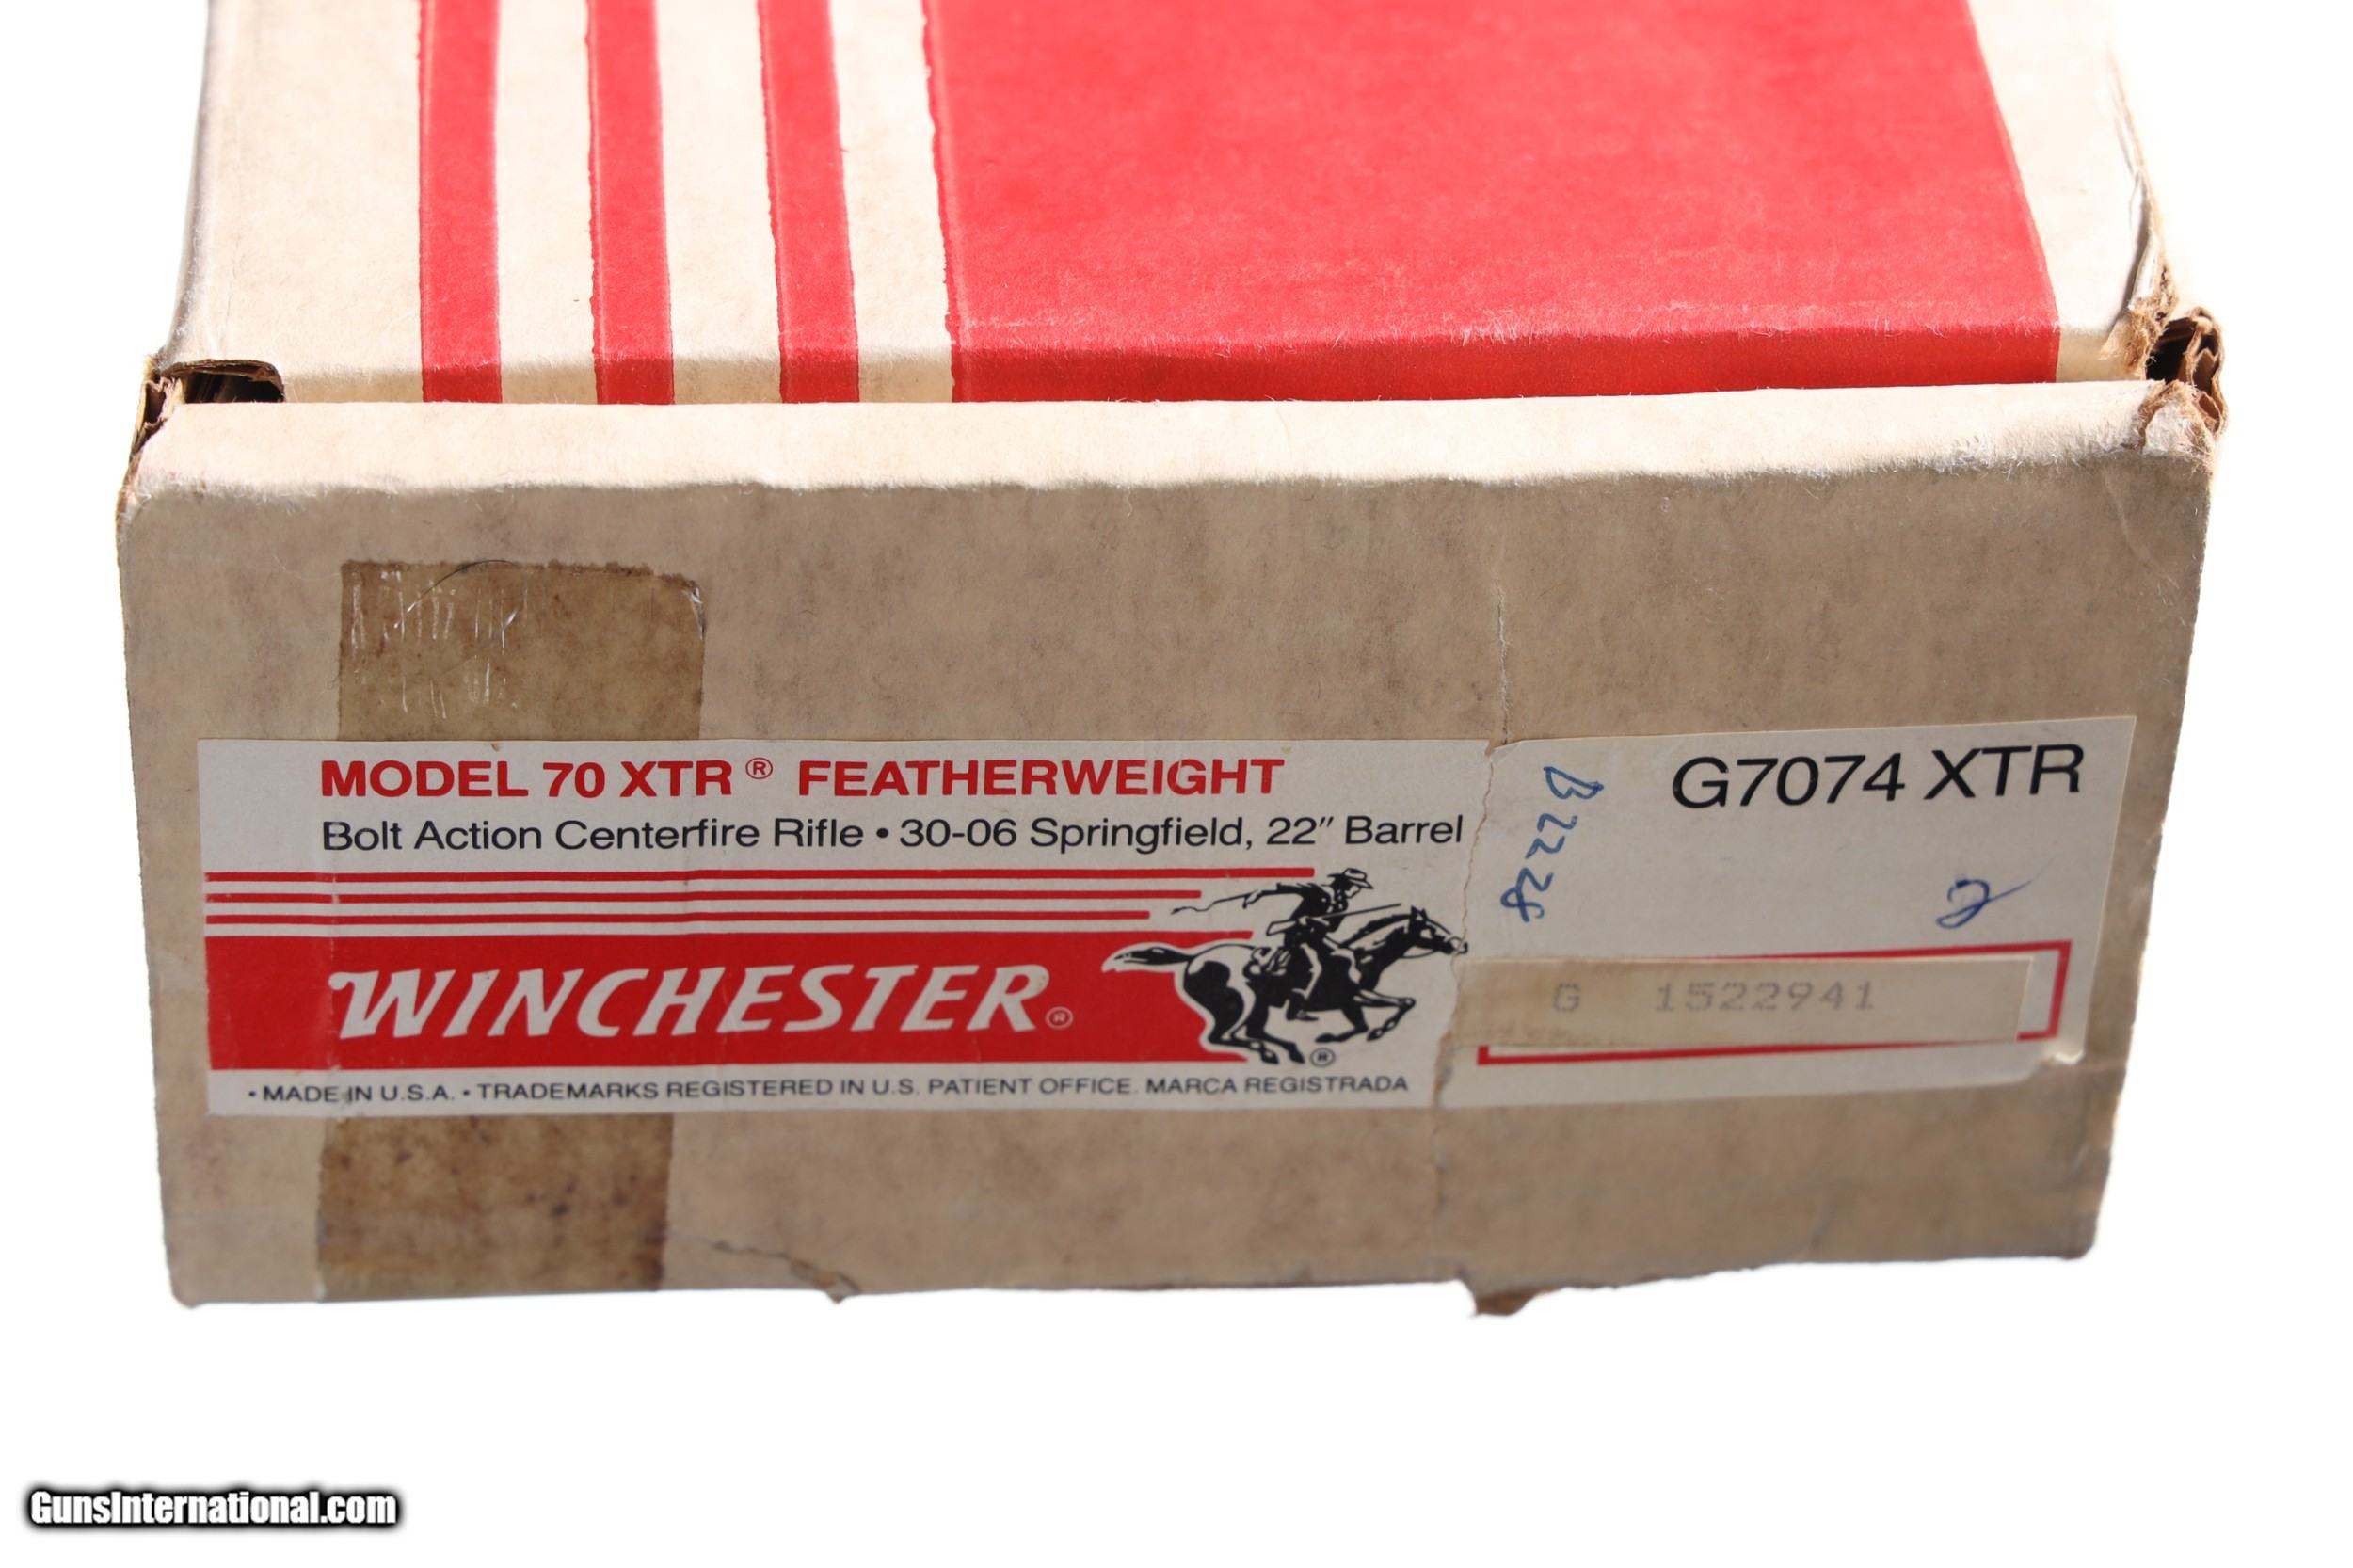 MODEL 70 XTR® FEATHERWEIGHT
Bolt Action Centerfire Rifle • 30-06 Springfield, 22" Barrel
WINCHESTER®
®
• MADE IN U.S.A. • TRADEMARKS REGISTERED IN U.S. PATIENT OFFICE. MARCA REGISTRADA
G7074 XTR
G 1522941
GunsInternational.com